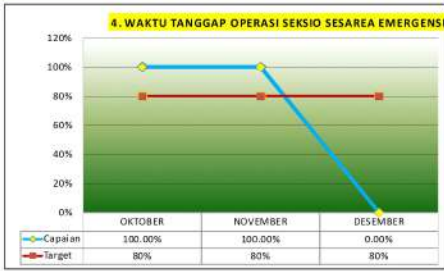 4. WAKTU TANGGAP OPERASI SEKSIO SESAREA EMERGENSI
120%
100%
80%
60%
40%
20%
0%
OKTOBER NOVEMBER DESEMBER
Capaian 100.00% 100.00% 0.00%
Target 80% 80% 80%